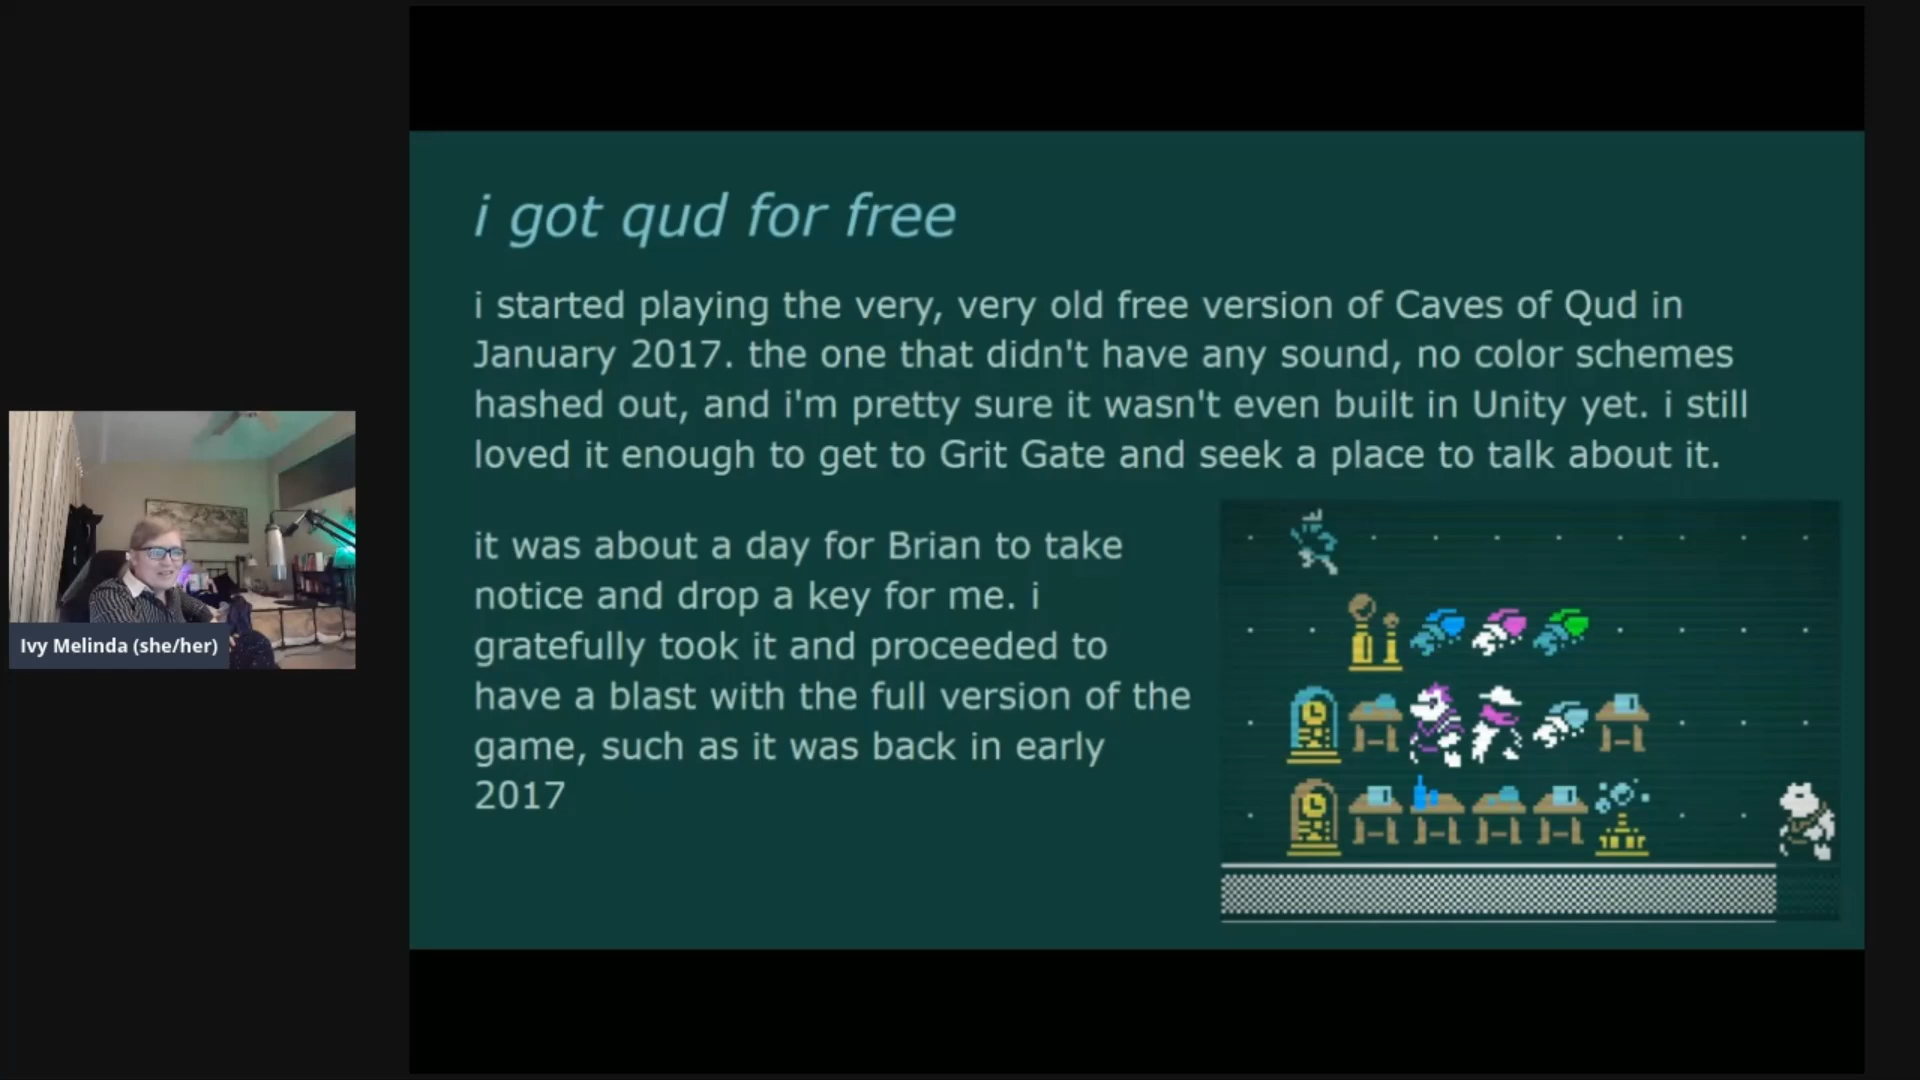 i got qud for free
i started playing the very, very old free version of Caves of Qud in
January 2017. the one that didn't have any sound, no color schemes
hashed out, and i'm pretty sure it wasn't even built in Unity yet. i still
loved it enough to get to Grit Gate and seek a place to talk about it.
it was about a day for Brian to take
notice and drop a key for me. i
gratefully took it and proceeded to
have a blast with the full version of the
game, such as it was back in early
2017
Ivy Melinda (she/her)